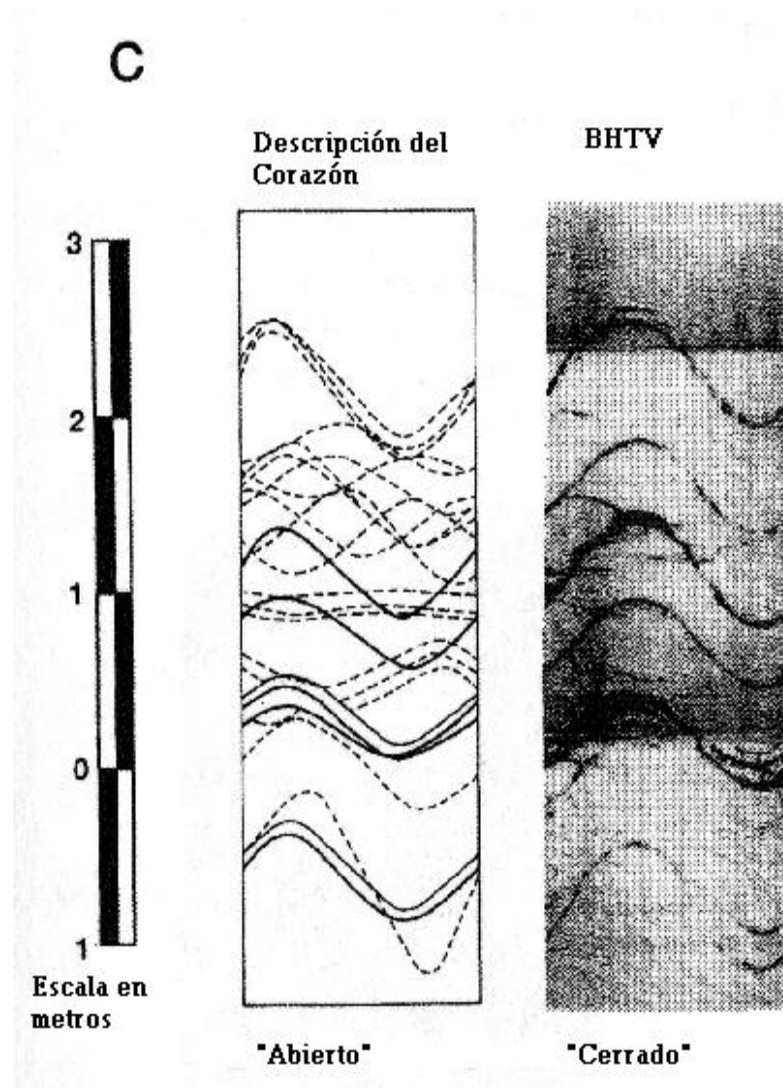 C
Descripción del
Corazón
BHTV
3
2
1
0
1
Escala en
metros
"Abierto"
"Cerrado"